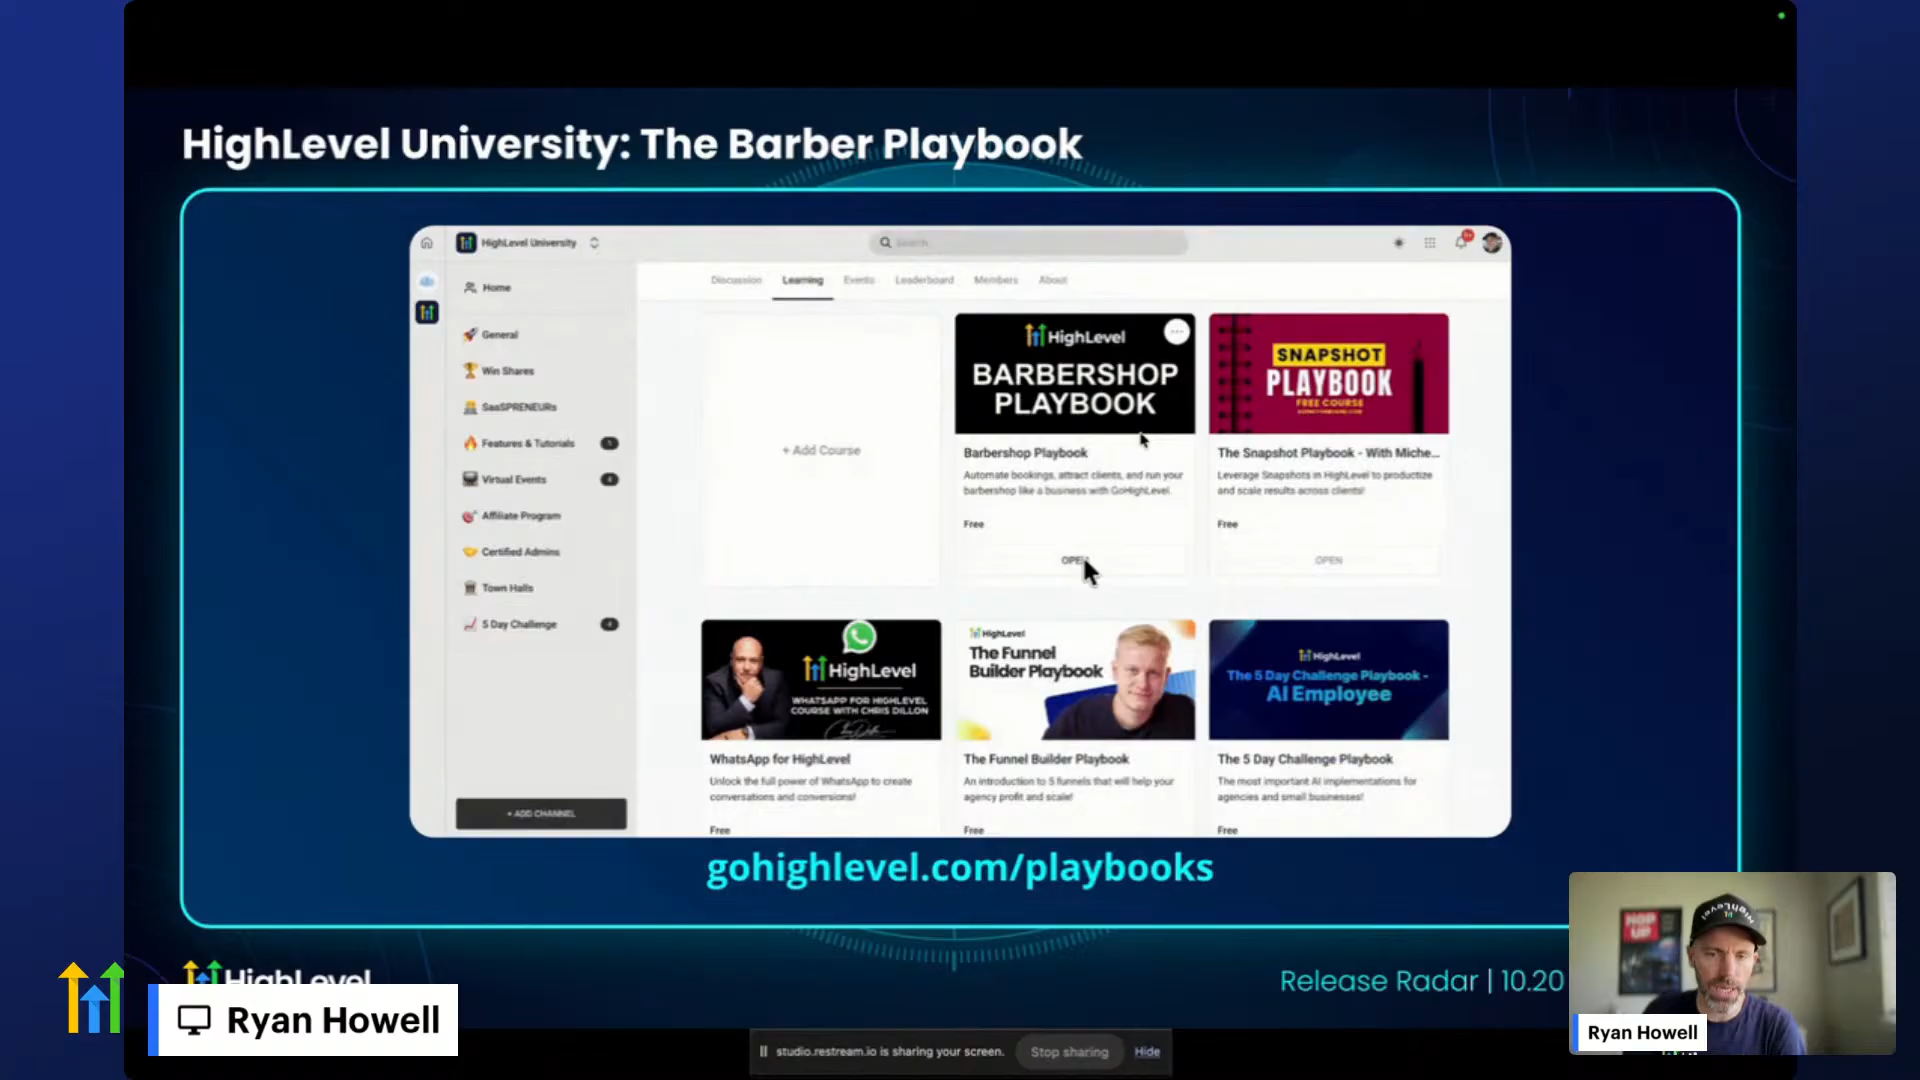 HighLevel University: The Barber Playbook
HighLevel University
Search
Home
General
Win Shares
SaaSPRENEURs
Features & Tutorials
Virtual Events
Affiliate Program
Certified Admins
Town Halls
5 Day Challenge
+ ADD CHANNEL
Discussion
Learning
Events
Leaderboard
Members
About
+ Add Course
HighLevel
BARBERSHOP
PLAYBOOK
Barbershop Playbook
Automate bookings, attract clients, and run your
barbershop like a business with GoHighLevel.
Free
OPEN
SNAPSHOT
PLAYBOOK
FREE COURSE
The Snapshot Playbook - With Miche...
Leverage Snapshots in HighLevel to productize
and scale results across clients!
Free
OPEN
HighLevel
WHATSAPP FOR HIGHLEVEL
COURSE WITH CHRIS DILLON
WhatsApp for HighLevel
Unlock the full power of WhatsApp to create
conversations and conversions!
Free
HighLevel
The Funnel
Builder Playbook
The Funnel Builder Playbook
An introduction to 5 funnels that will help your
agency profit and scale!
Free
HighLevel
The 5 Day Challenge Playbook -
AI Employee
The 5 Day Challenge Playbook
The most important AI implementations for
agencies and small businesses!
Free
gohighlevel.com/playbooks
HighLevel
Release Radar | 10.20
Ryan Howell
studio.restream.io is sharing your screen.
Stop sharing
Hide
HOP
UP
HighLevel
Ryan Howell